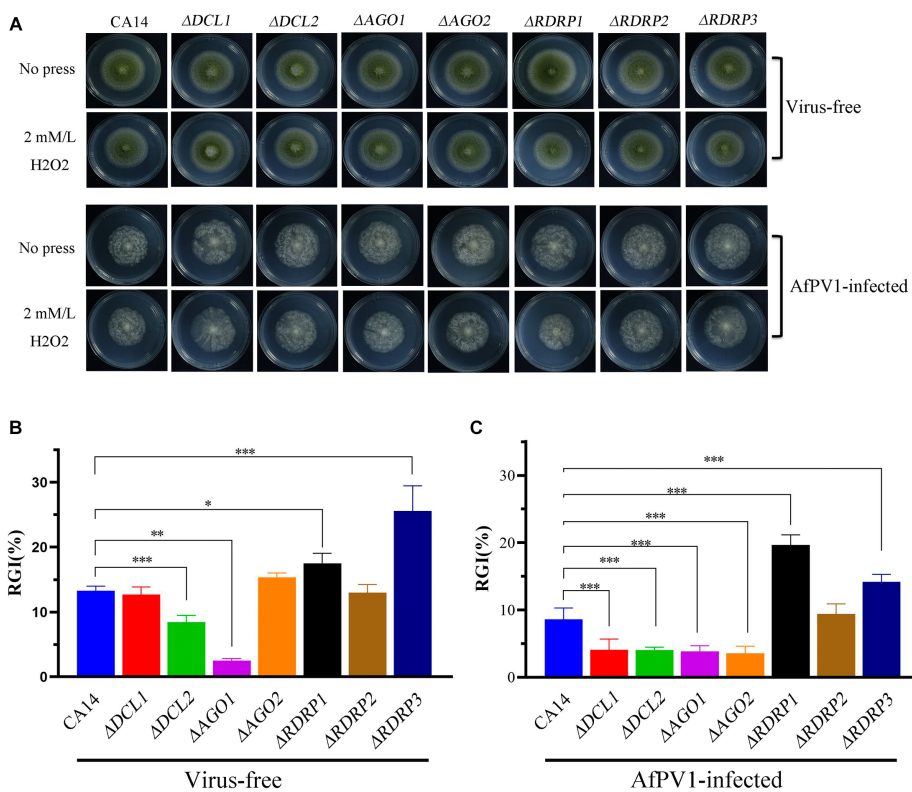 A
CA14 ΔDCL1 ΔDCL2 ΔAGO1 ΔAGO2 ΔRDRP1 ΔRDRP2 ΔRDRP3
No press
2 mM/L
H2O2
Virus-free
No press
2 mM/L
H2O2
AfPV1-infected
B
RGI(%)
30
20
10
0
***
*
**
***
CA14 ΔDCL1 ΔDCL2 ΔAGO1 ΔAGO2 ΔRDRP1 ΔRDRP2 ΔRDRP3
Virus-free
C
RGI(%)
30
20
10
0
***
***
***
***
***
***
CA14 ΔDCL1 ΔDCL2 ΔAGO1 ΔAGO2 ΔRDRP1 ΔRDRP2 ΔRDRP3
AfPV1-infected